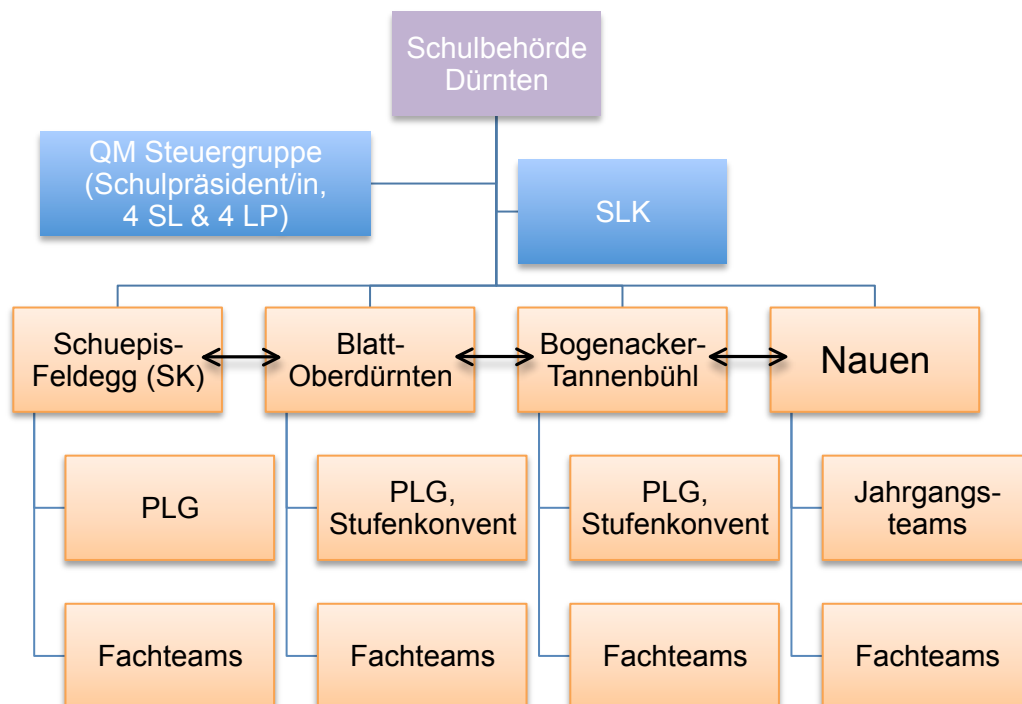 Schulbehörde
Dürnten
QM Steuergruppe
(Schulpräsident/in,
4 SL & 4 LP)
SLK
Schuepis-
Feldegg (SK)
Blatt-
Oberdürnten
Bogenacker-
Tannenbühl
Nauen
PLG
PLG,
Stufenkonvent
PLG,
Stufenkonvent
Jahrgangs-
teams
Fachteams
Fachteams
Fachteams
Fachteams